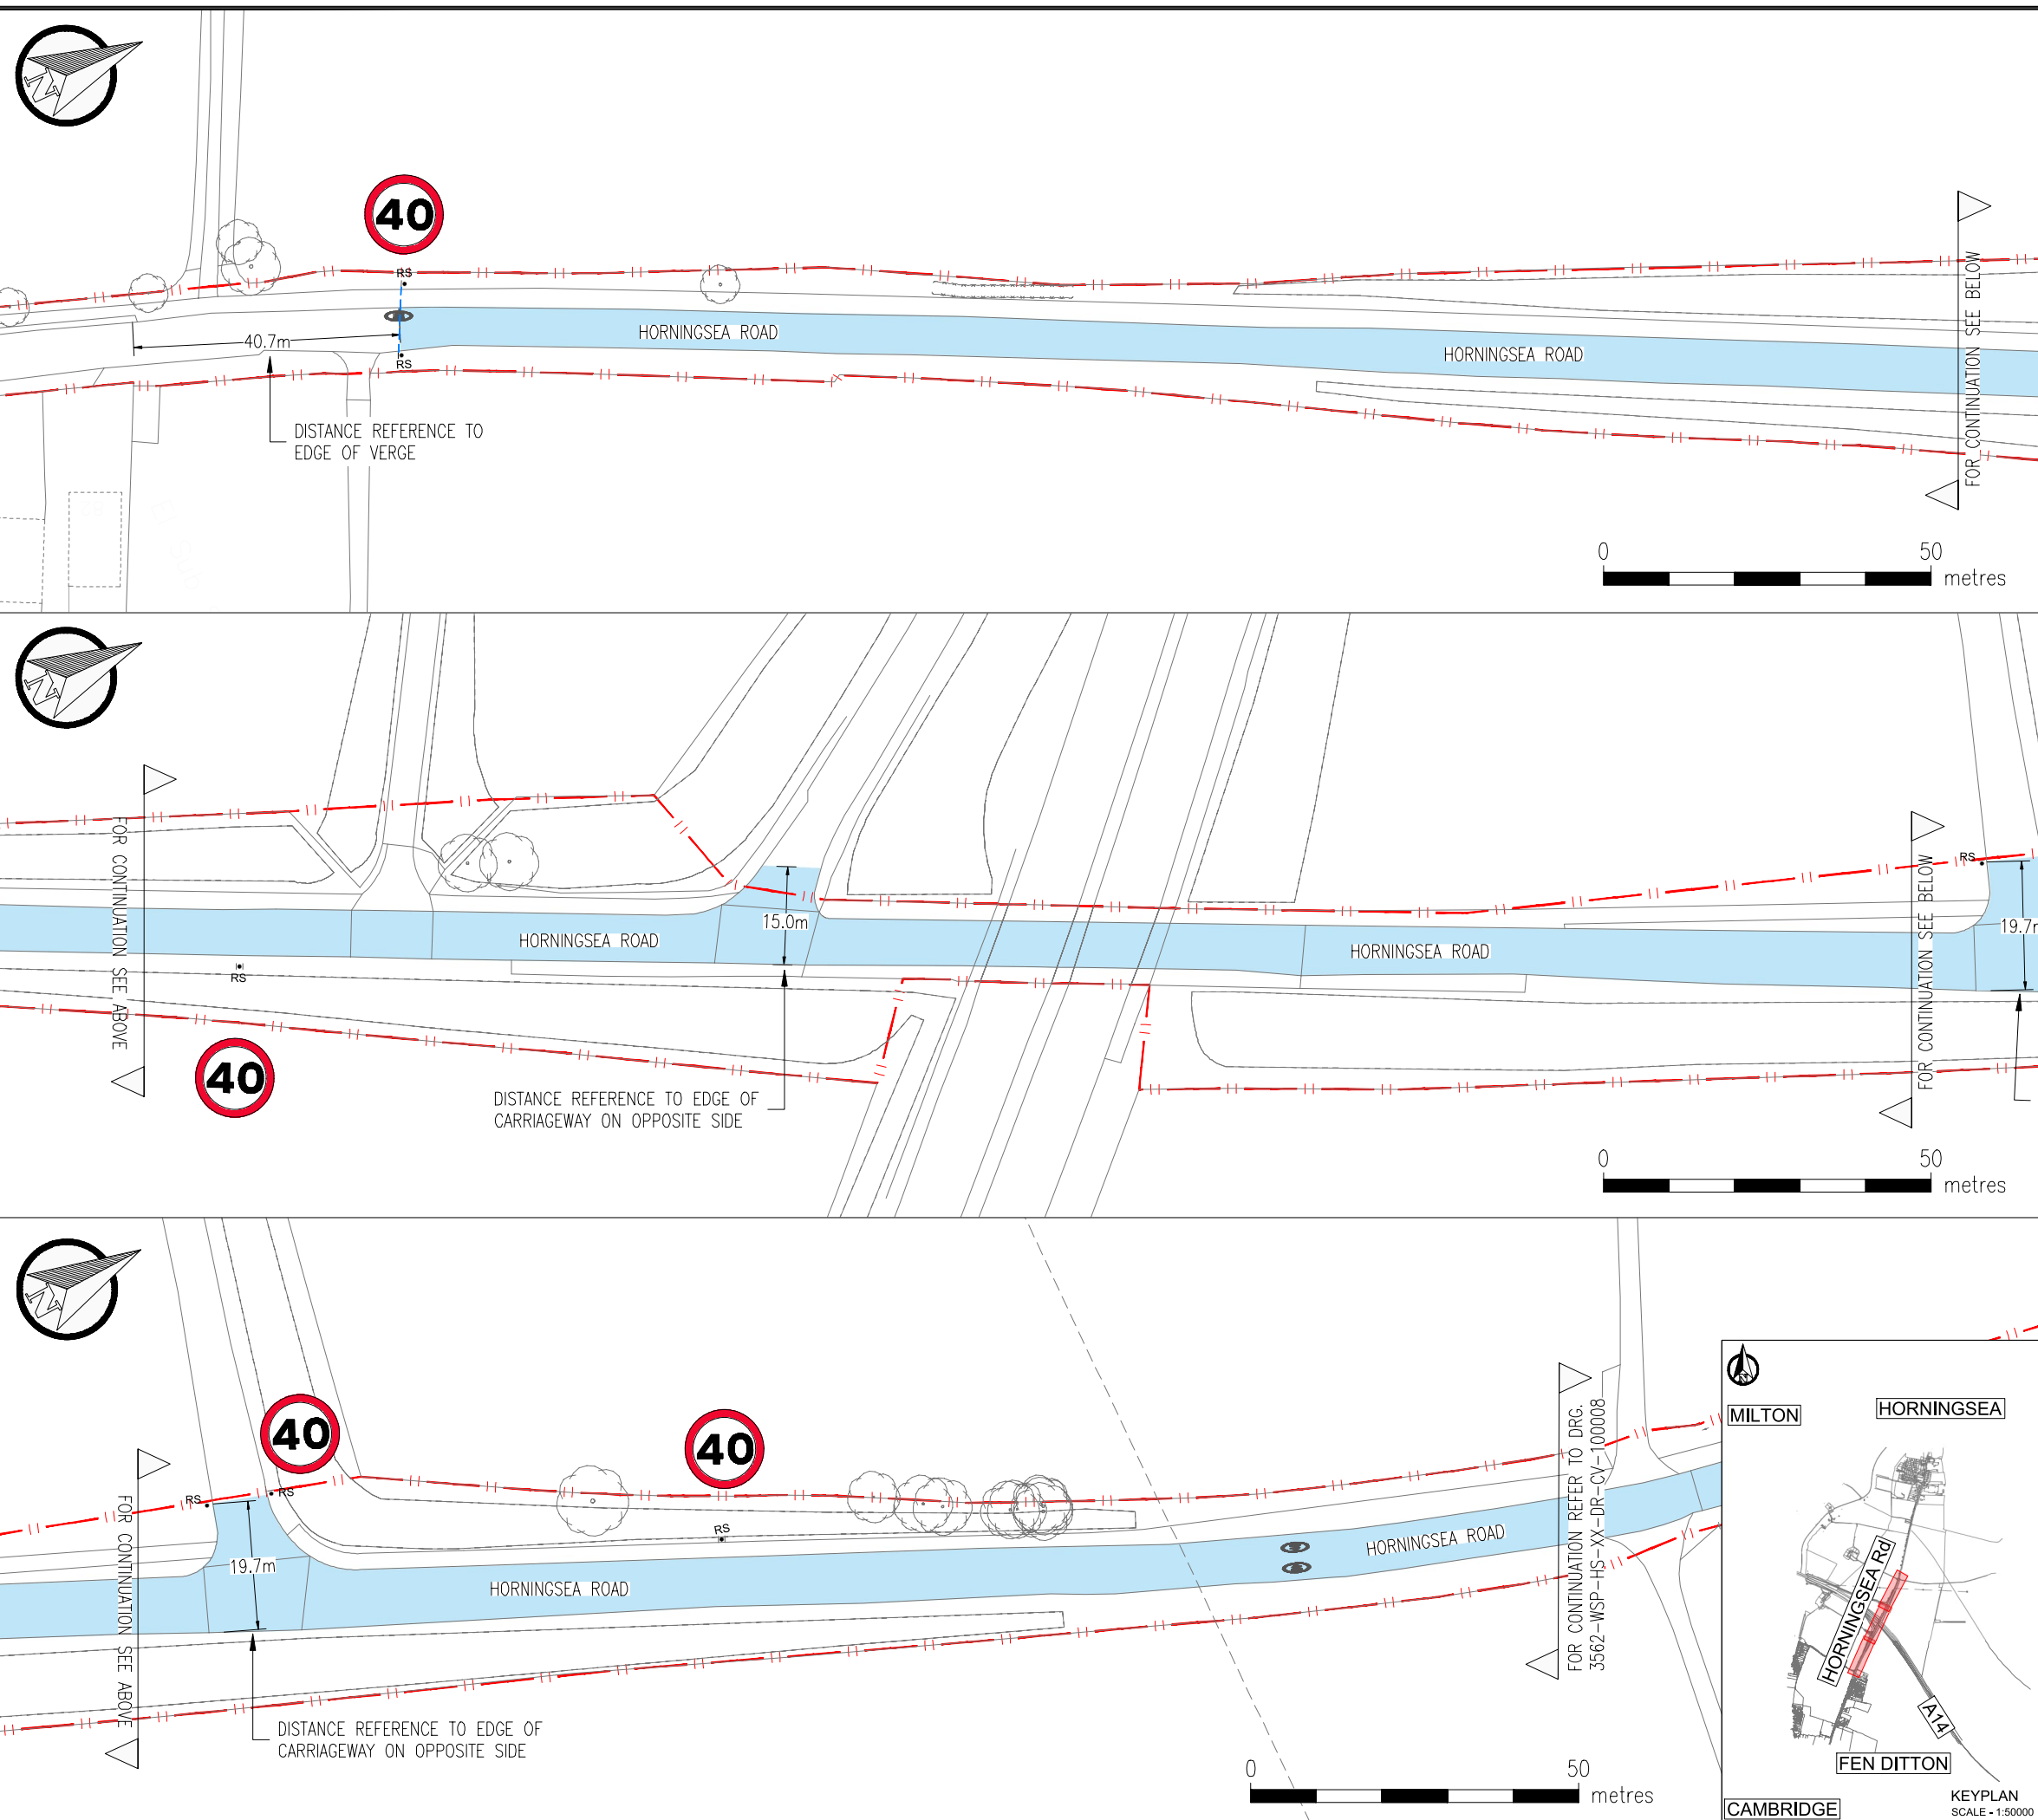 N
40
RS
HORNINGSEA ROAD
HORNINGSEA ROAD
40.7m
RS
DISTANCE REFERENCE TO
EDGE OF VERGE
FOR CONTINUATION SEE BELOW
0 50
metres
N
FOR CONTINUATION SEE ABOVE
RS
40
HORNINGSEA ROAD
15.0m
HORNINGSEA ROAD
DISTANCE REFERENCE TO EDGE OF
CARRIAGEWAY ON OPPOSITE SIDE
RS
FOR CONTINUATION SEE BELOW
19.7m
0 50
metres
N
FOR CONTINUATION SEE ABOVE
RS
40
RS
19.7m
40
RS
HORNINGSEA ROAD
HORNINGSEA ROAD
DISTANCE REFERENCE TO EDGE OF
CARRIAGEWAY ON OPPOSITE SIDE
FOR CONTINUATION REFER TO DRG.
3562-WSP-HS-XX-DR-CV-100008
0 50
metres
N
MILTON
HORNINGSEA
HORNINGSEA Rd
A14
FEN DITTON
CAMBRIDGE
KEYPLAN
SCALE - 1:50000